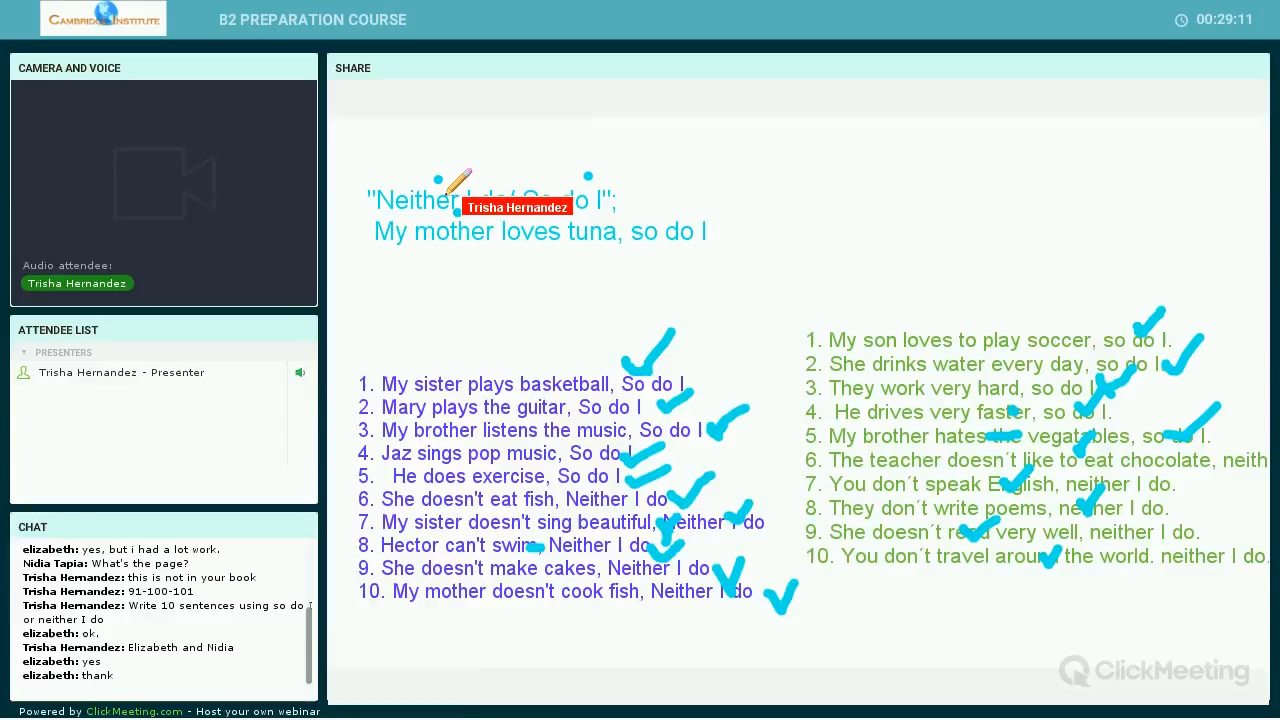 CAMBRIDGE INSTITUTE
B2 PREPARATION COURSE
00:29:11
CAMERA AND VOICE
Audio attendee:
Trisha Hernandez
ATTENDEE LIST
PRESENTERS
Trisha Hernandez - Presenter
CHAT
elizabeth: yes, but i had a lot work.
Nidia Tapia: What's the page?
Trisha Hernandez: this is not in your book
Trisha Hernandez: 91-100-101
Trisha Hernandez: Write 10 sentences using so do I
or neither I do
elizabeth: ok.
Trisha Hernandez: Elizabeth and Nidia
elizabeth: yes
elizabeth: thank
SHARE
"Neither I do/ So do I";
Trisha Hernandez
My mother loves tuna, so do I
1. My sister plays basketball, So do I
2. Mary plays the guitar, So do I
3. My brother listens the music, So do I
4. Jaz sings pop music, So do I
5. He does exercise, So do I
6. She doesn't eat fish, Neither I do
7. My sister doesn't sing beautiful, Neither I do
8. Hector can't swim, Neither I do
9. She doesn't make cakes, Neither I do
10. My mother doesn't cook fish, Neither I do
1. My son loves to play soccer, so do I.
2. She drinks water every day, so do I.
3. They work very hard, so do I
4. He drives very faster, so do I.
5. My brother hates the vegatables, so do I.
6. The teacher doesn´t like to eat chocolate, neith
7. You don´t speak English, neither I do.
8. They don´t write poems, neither I do.
9. She doesn´t read very well, neither I do.
10. You don´t travel around the world. neither I do.
ClickMeeting
Powered by ClickMeeting.com - Host your own webinar